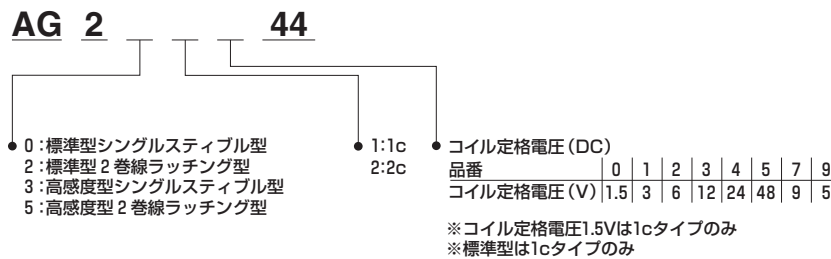 AG 2 _ _ _ 44
● 0:標準型シングルスティブル型
2:標準型2巻線ラッチング型
3:高感度型シングルスティブル型
5:高感度型2巻線ラッチング型
● 1:1c
2:2c
● コイル定格電圧(DC)
品番 0 1 2 3 4 5 7 9
コイル定格電圧(V) 1.5 3 6 12 24 48 9 5
※コイル定格電圧1.5Vは1cタイプのみ
※標準型は1cタイプのみ